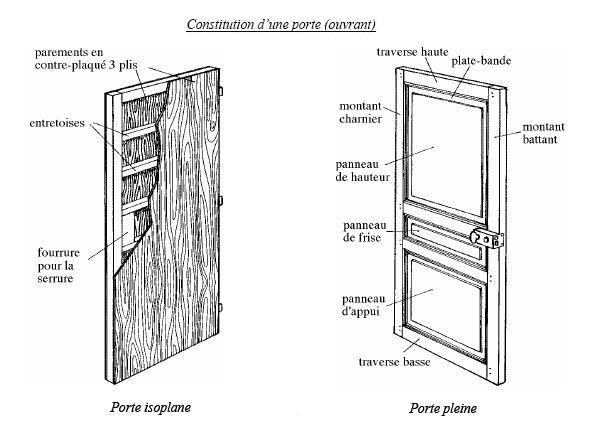 Constitution d'une porte (ouvrant)
parements en
contre-plaqué 3 plis
entretoises
fourrure
pour la
serrure
Porte isoplane
traverse haute
plate-bande
montant
charnier
montant
battant
panneau
de hauteur
panneau
de frise
panneau
d'appui
traverse basse
Porte pleine